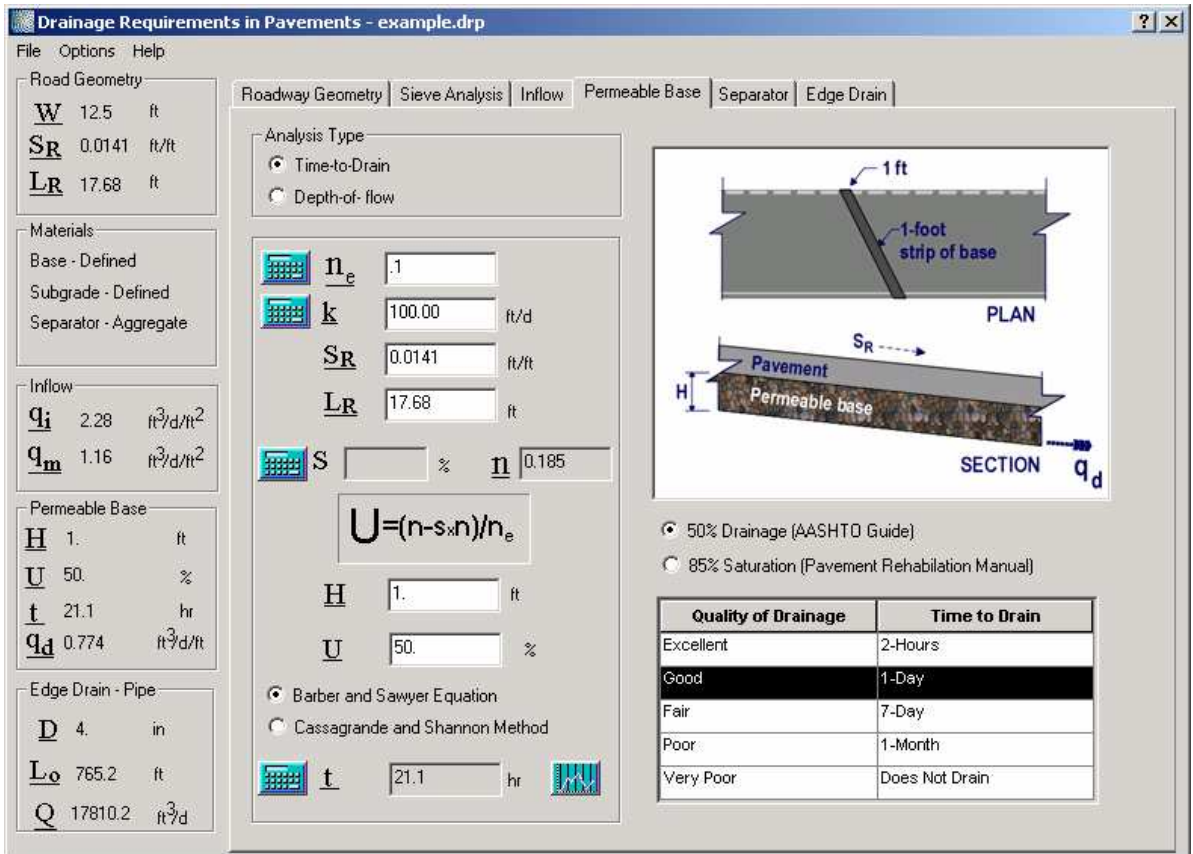 Drainage Requirements in Pavements - example.drp
File Options Help
Road Geometry
W 12.5 ft
SR 0.0141 ft/ft
LR 17.68 ft
Materials
Base - Defined
Subgrade - Defined
Separator - Aggregate
Inflow
qi 2.28 ft3/d/ft2
qm 1.16 ft3/d/ft2
Permeable Base
H 1. ft
U 50. %
t 21.1 hr
qd 0.774 ft3/d/ft
Edge Drain - Pipe
D 4. in
Lo 765.2 ft
Q 17810.2 ft3/d
Roadway Geometry Sieve Analysis Inflow Permeable Base Separator Edge Drain
Analysis Type
Time-to-Drain
Depth-of- flow
ne .1
k 100.00 ft/d
SR 0.0141 ft/ft
LR 17.68 ft
S % n 0.185
U=(n-sxn)/ne
H 1. ft
U 50. %
Barber and Sawyer Equation
Cassagrande and Shannon Method
t 21.1 hr
1 ft
1-foot
strip of base
PLAN
SR
Pavement
H
Permeable base
SECTION
qd
50% Drainage (AASHTO Guide)
85% Saturation (Pavement Rehabilation Manual)
Quality of Drainage Time to Drain
Excellent 2-Hours
Good 1-Day
Fair 7-Day
Poor 1-Month
Very Poor Does Not Drain